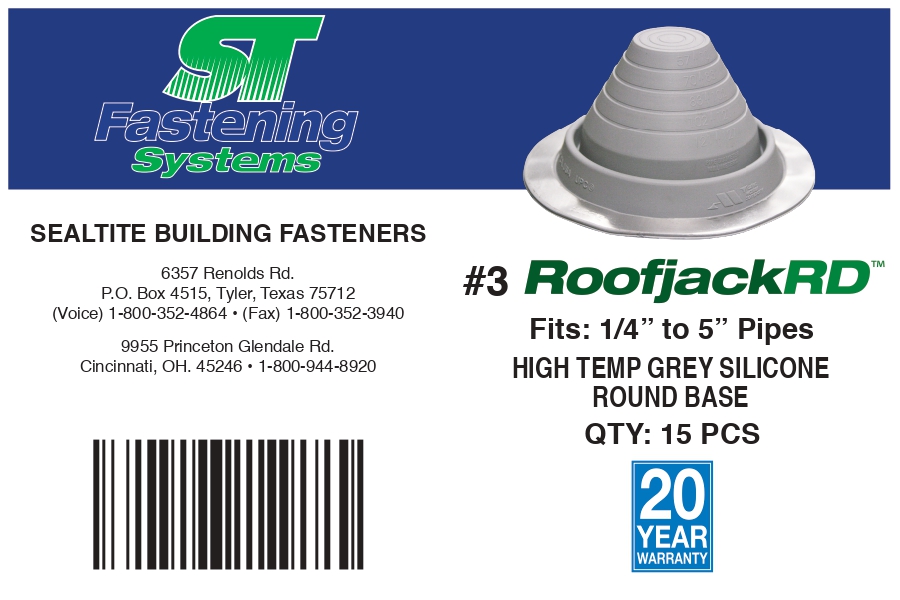 ST
Fastening
Systems
SEALTITE BUILDING FASTENERS
6357 Renolds Rd.
P.O. Box 4515, Tyler, Texas 75712
(Voice) 1-800-352-4864 • (Fax) 1-800-352-3940
9955 Princeton Glendale Rd.
Cincinnati, OH. 45246 • 1-800-944-8920
#3 RoofjackRD™
Fits: 1/4” to 5” Pipes
HIGH TEMP GREY SILICONE
ROUND BASE
QTY: 15 PCS
20
YEAR
WARRANTY